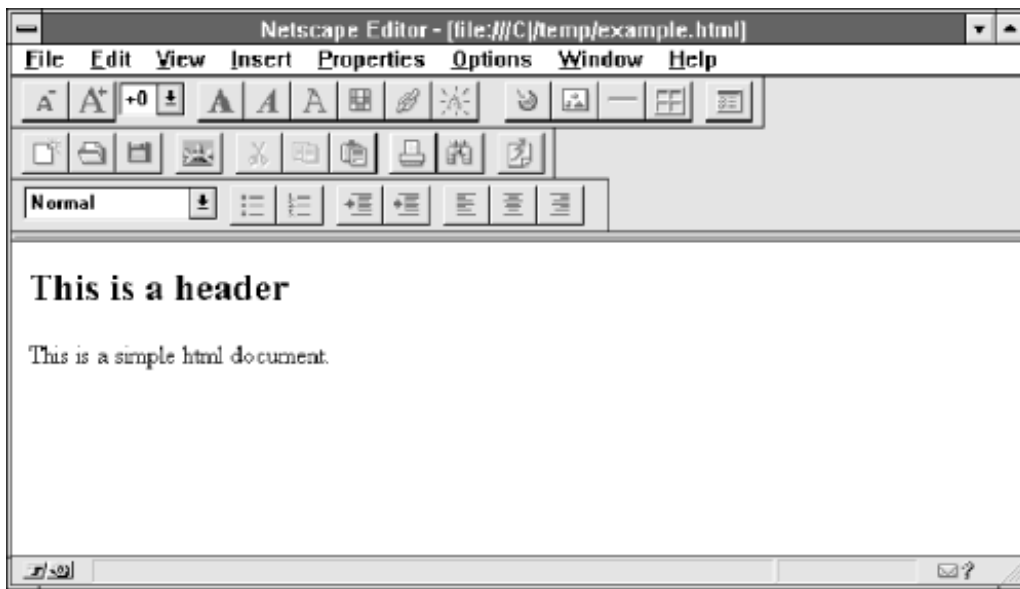 Netscape Editor - [file:///C|/temp/example.html]
File Edit View Insert Properties Options Window Help
+0
Normal
This is a header
This is a simple html document.